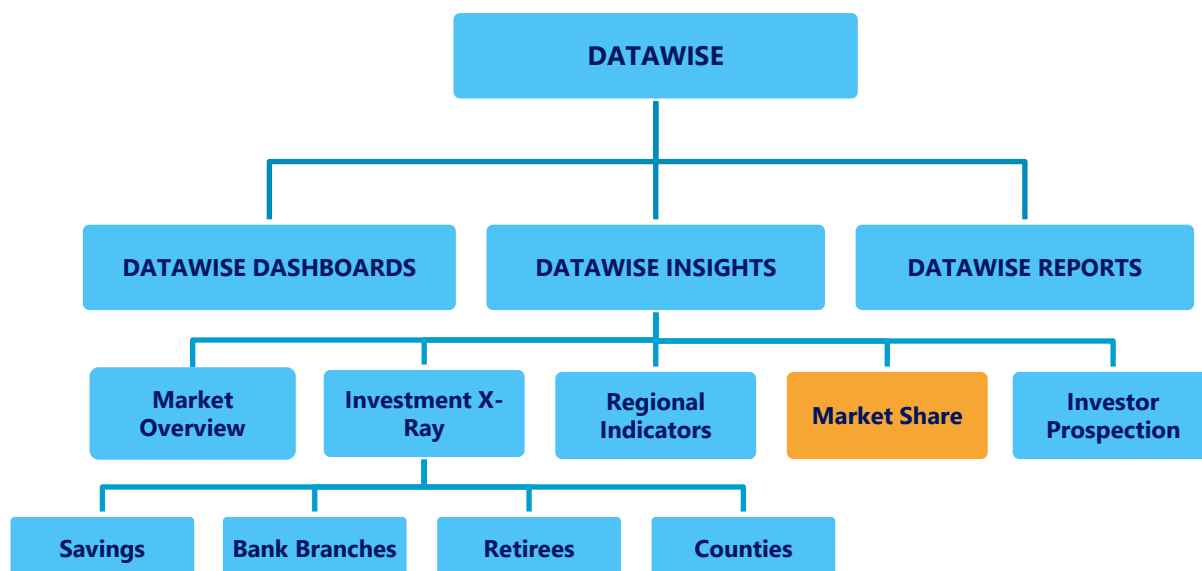 DATAWISE
DATAWISE DASHBOARDS
DATAWISE INSIGHTS
DATAWISE REPORTS
Market
Overview
Investment X-
Ray
Regional
Indicators
Market Share
Investor
Prospection
Savings
Bank Branches
Retirees
Counties